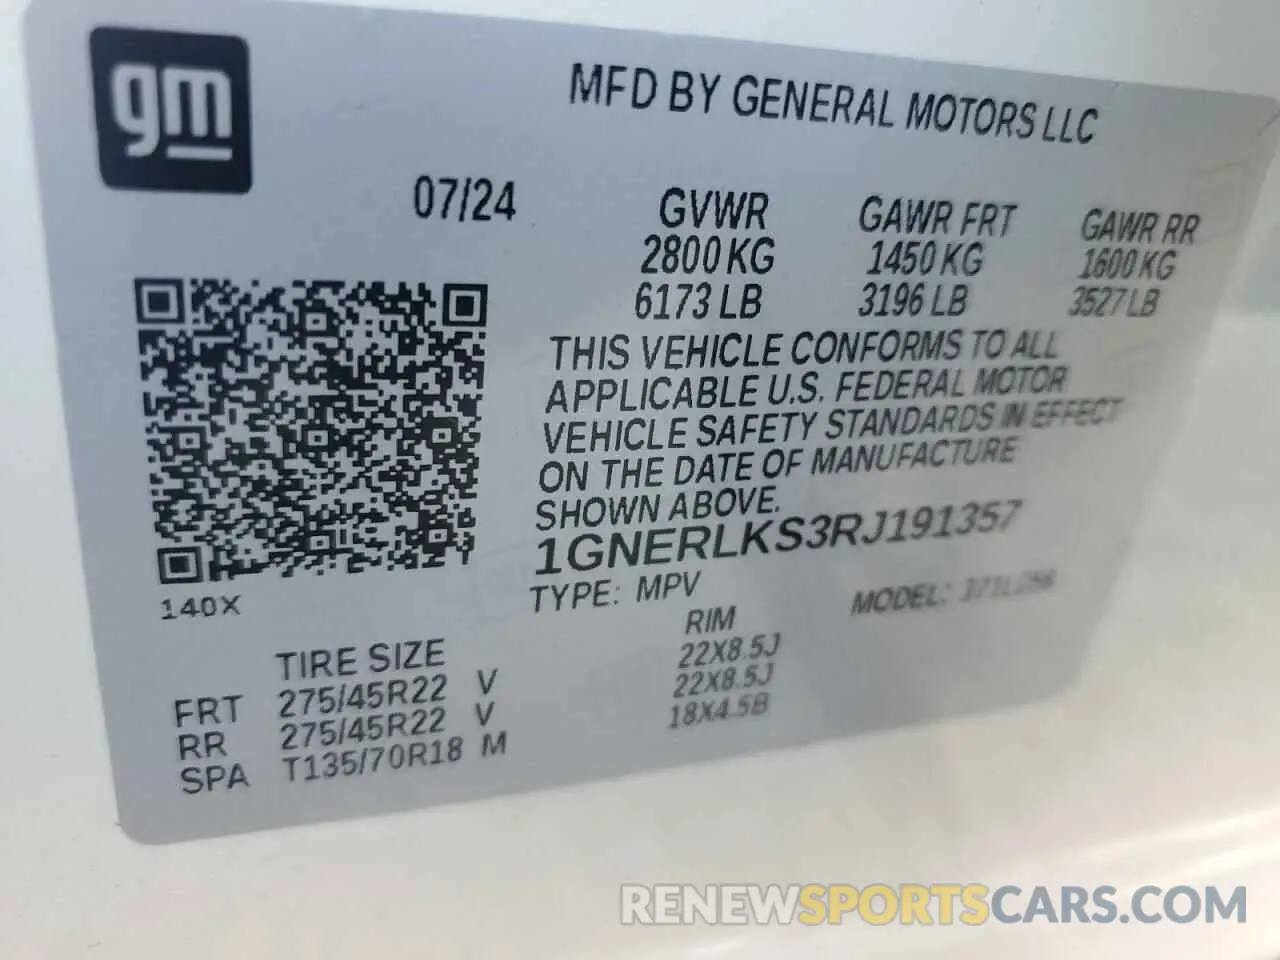 gm
MFD BY GENERAL MOTORS LLC
07/24 GVWR GAWR FRT GAWR RR
2800 KG 1450 KG 1600 KG
6173 LB 3196 LB 3527 LB
THIS VEHICLE CONFORMS TO ALL
APPLICABLE U.S. FEDERAL MOTOR
VEHICLE SAFETY STANDARDS IN EFFECT
ON THE DATE OF MANUFACTURE
SHOWN ABOVE.
1GNERLKS3RJ191357
140X TYPE: MPV MODEL:
TIRE SIZE RIM
FRT 275/45R22 V 22X8.5J
RR 275/45R22 V 22X8.5J
SPA T135/70R18 M 18X4.5B
RENEWSPORTSCARS.COM